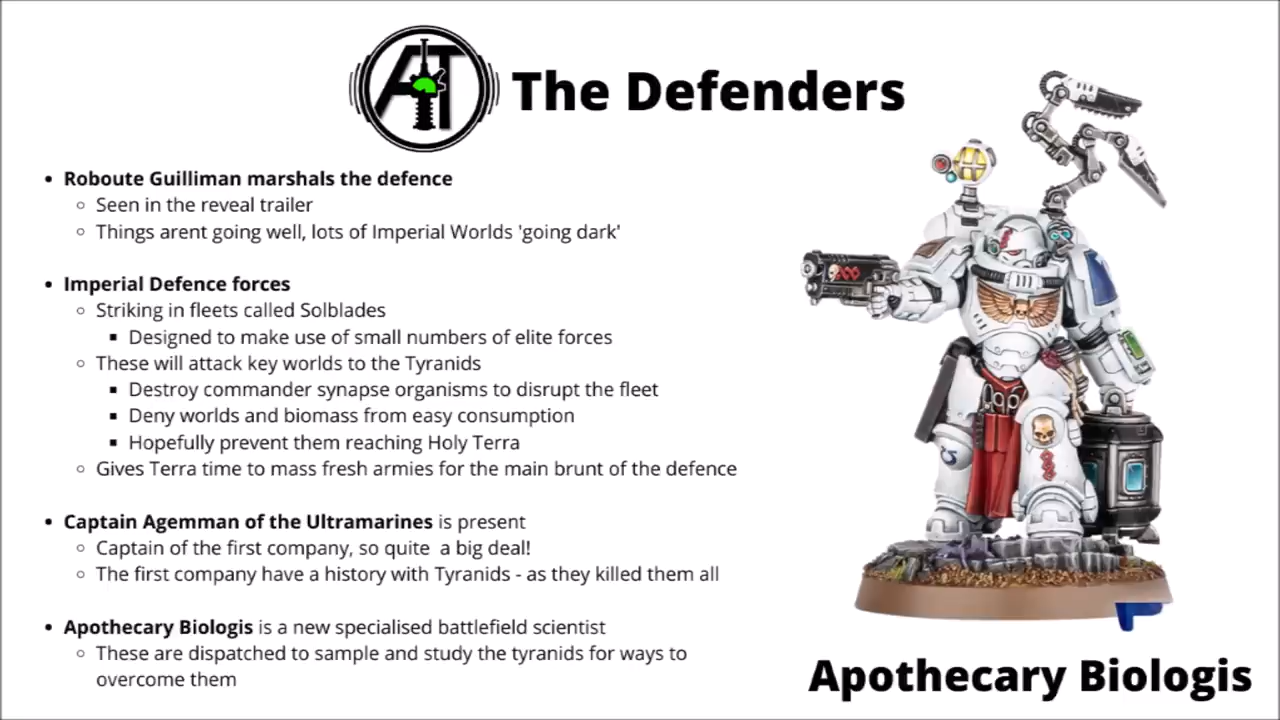 AT
The Defenders
• Roboute Guilliman marshals the defence
○ Seen in the reveal trailer
○ Things arent going well, lots of Imperial Worlds 'going dark'
• Imperial Defence forces
○ Striking in fleets called Solblades
▪ Designed to make use of small numbers of elite forces
○ These will attack key worlds to the Tyranids
▪ Destroy commander synapse organisms to disrupt the fleet
▪ Deny worlds and biomass from easy consumption
▪ Hopefully prevent them reaching Holy Terra
○ Gives Terra time to mass fresh armies for the main brunt of the defence
• Captain Agemman of the Ultramarines is present
○ Captain of the first company, so quite  a big deal!
○ The first company have a history with Tyranids - as they killed them all
• Apothecary Biologis is a new specialised battlefield scientist
○ These are dispatched to sample and study the tyranids for ways to
overcome them
Apothecary Biologis